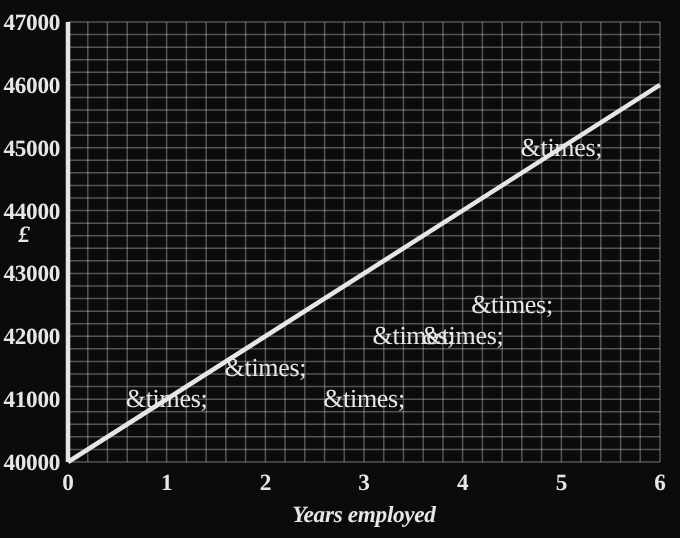 47000
46000
45000
&times;
44000
£
43000
&times;
42000
&times;
&times;
&times;
41000
&times;
&times;
40000
0 1 2 3 4 5 6
Years employed